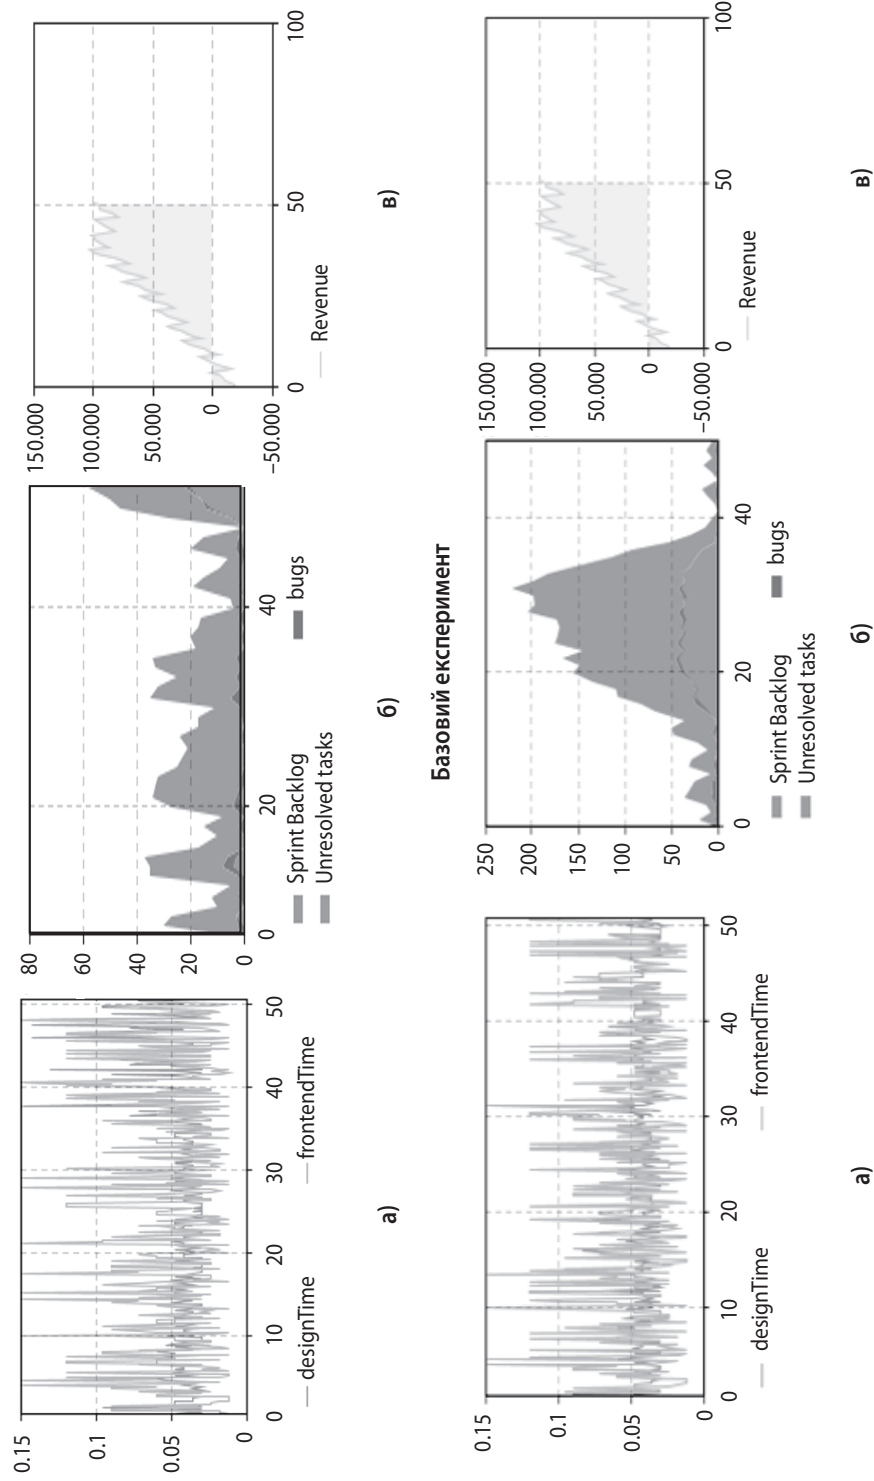 0.15
0.1
0.05
0
0 10 20 30 40 50
designTime frontendTime
а)
80
60
40
20
0
0 20 40
Sprint Backlog bugs
Unresolved tasks
б)
150.000
100.000
50.000
0
−50.000
0 50 100
Revenue
в)
Базовий експеримент
0.15
0.1
0.05
0
0 10 20 30 40 50
designTime frontendTime
а)
250
200
150
100
50
0
0 20 40
Sprint Backlog bugs
Unresolved tasks
б)
150.000
100.000
50.000
0
−50.000
0 50 100
Revenue
в)